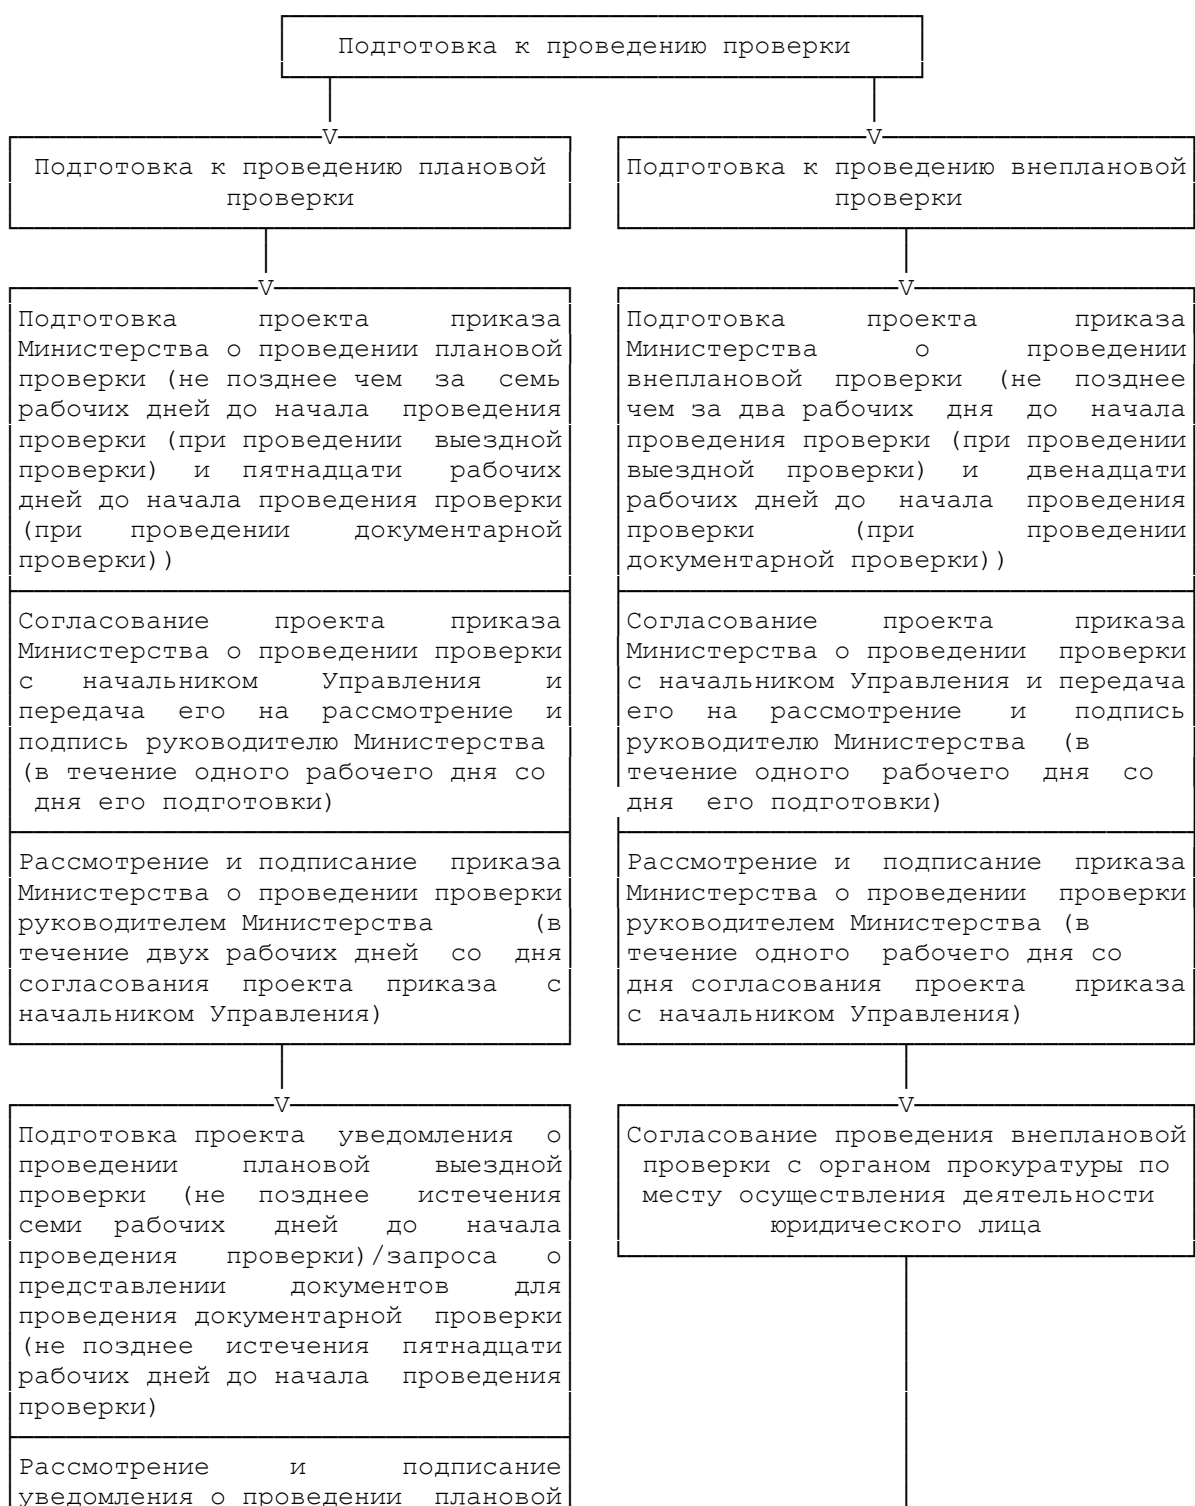 Подготовка к проведению проверки
Подготовка к проведению плановой
проверки
Подготовка проекта приказа
Министерства о проведении плановой
проверки (не позднее чем за семь
рабочих дней до начала проведения
проверки (при проведении выездной
проверки) и пятнадцати рабочих
дней до начала проведения проверки
(при проведении документарной
проверки))
Согласование проекта приказа
Министерства о проведении проверки
с начальником Управления и
передача его на рассмотрение и
подпись руководителю Министерства
(в течение одного рабочего дня со
дня его подготовки)
Рассмотрение и подписание приказа
Министерства о проведении проверки
руководителем Министерства (в
течение двух рабочих дней со дня
согласования проекта приказа с
начальником Управления)
Подготовка проекта уведомления о
проведении плановой выездной
проверки (не позднее истечения
семи рабочих дней до начала
проведения проверки)/запроса о
представлении документов для
проведения документарной проверки
(не позднее истечения пятнадцати
рабочих дней до начала проведения
проверки)
Рассмотрение и подписание
уведомления о проведении плановой
Подготовка к проведению внеплановой
проверки
Подготовка проекта приказа
Министерства о проведении
внеплановой проверки (не позднее
чем за два рабочих дня до начала
проведения проверки (при проведении
выездной проверки) и двенадцати
рабочих дней до начала проведения
проверки (при проведении
документарной проверки))
Согласование проекта приказа
Министерства о проведении проверки
с начальником Управления и передача
его на рассмотрение и подпись
руководителю Министерства (в
течение одного рабочего дня со
дня его подготовки)
Рассмотрение и подписание приказа
Министерства о проведении проверки
руководителем Министерства (в
течение одного рабочего дня со
дня согласования проекта приказа
с начальником Управления)
Согласование проведения внеплановой
проверки с органом прокуратуры по
месту осуществления деятельности
юридического лица